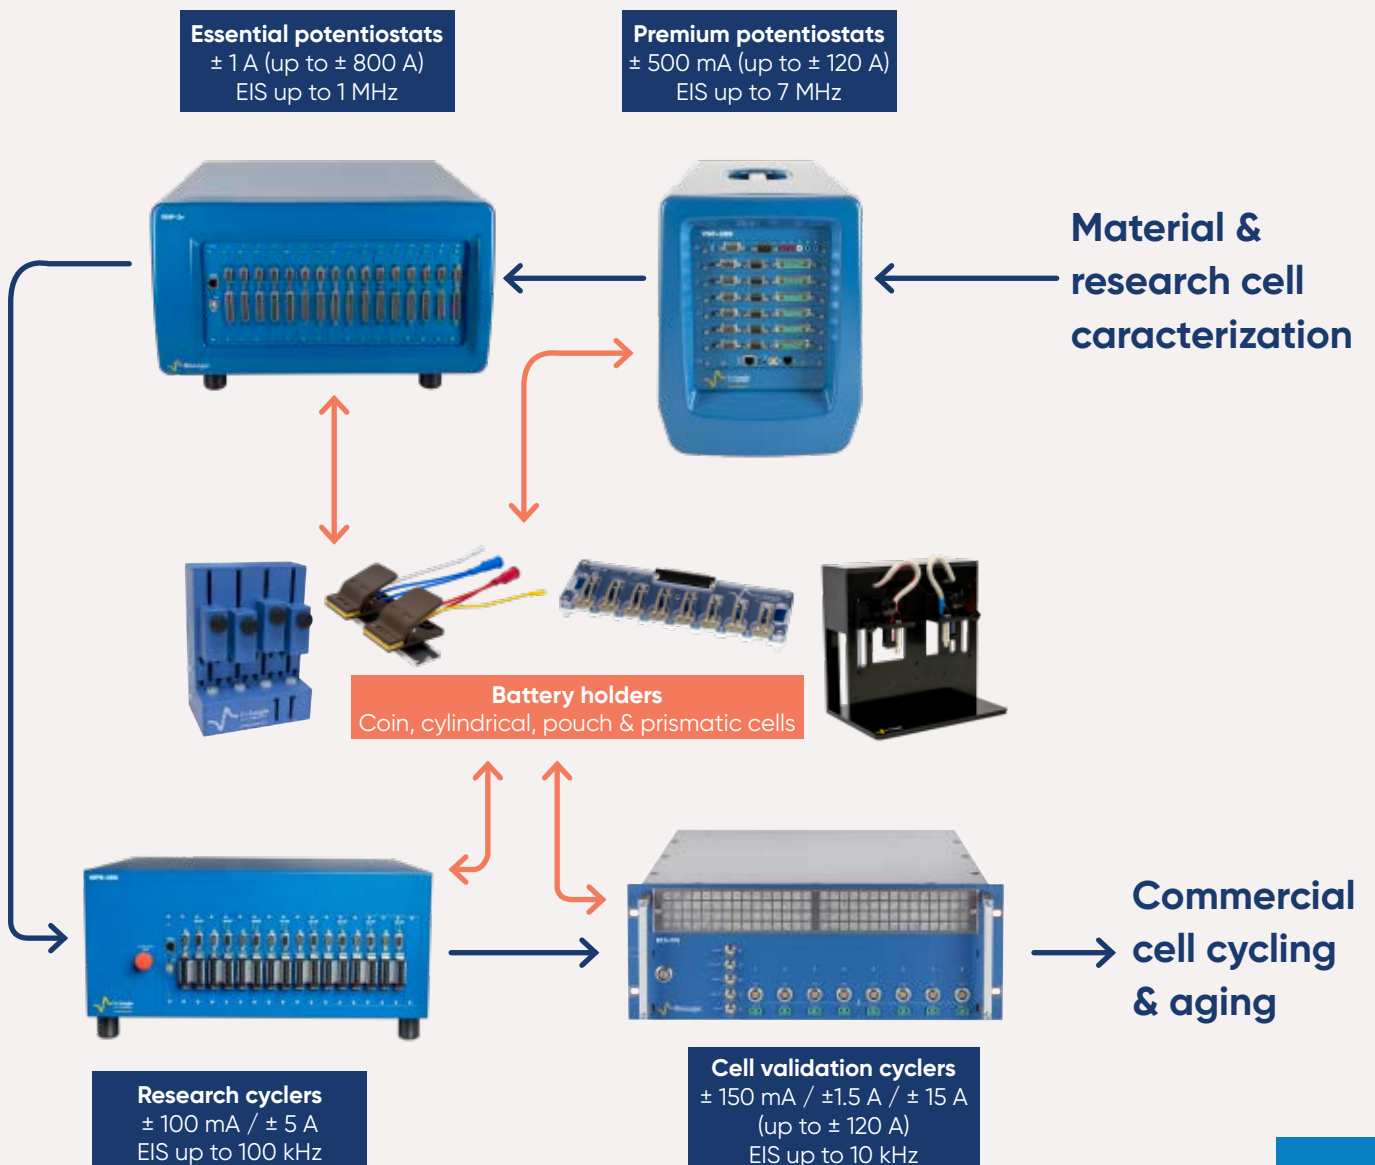 Essential potentiostats
± 1 A (up to ± 800 A)
EIS up to 1 MHz
Premium potentiostats
± 500 mA (up to ± 120 A)
EIS up to 7 MHz
Material &
research cell
caracterization
Battery holders
Coin, cylindrical, pouch & prismatic cells
Commercial
cell cycling
& aging
Research cyclers
± 100 mA / ± 5 A
EIS up to 100 kHz
Cell validation cyclers
± 150 mA / ±1.5 A / ± 15 A
(up to ± 120 A)
EIS up to 10 kHz